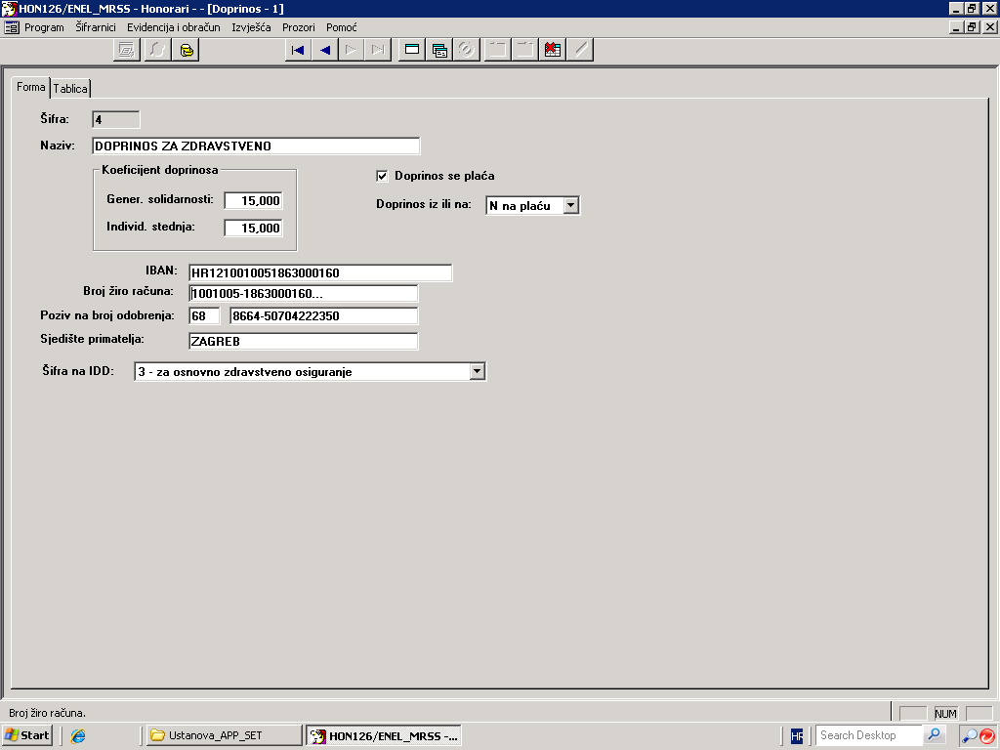 HON126/ENEL_MRSS - Honorari - - [Doprinos - 1]
Program Šifrarnici Evidencija i obračun Izvješća Prozori Pomoć
Forma Tablica
Šifra: 4
Naziv: DOPRINOS ZA ZDRAVSTVENO
Koeficijent doprinosa
Doprinos se plaća
Gener. solidarnosti: 15,000
Doprinos iz ili na: N na plaću
Individ. stednja: 15,000
IBAN: HR1210010051863000160
Broj žiro računa: 1001005-1863000160...
Poziv na broj odobrenja: 68 8664-50704222350
Sjedište primatelja: ZAGREB
Šifra na IDD: 3 - za osnovno zdravstveno osiguranje
Broj žiro računa.
NUM
Start Ustanova_APP_SET HON126/ENEL_MRSS -... HR Search Desktop